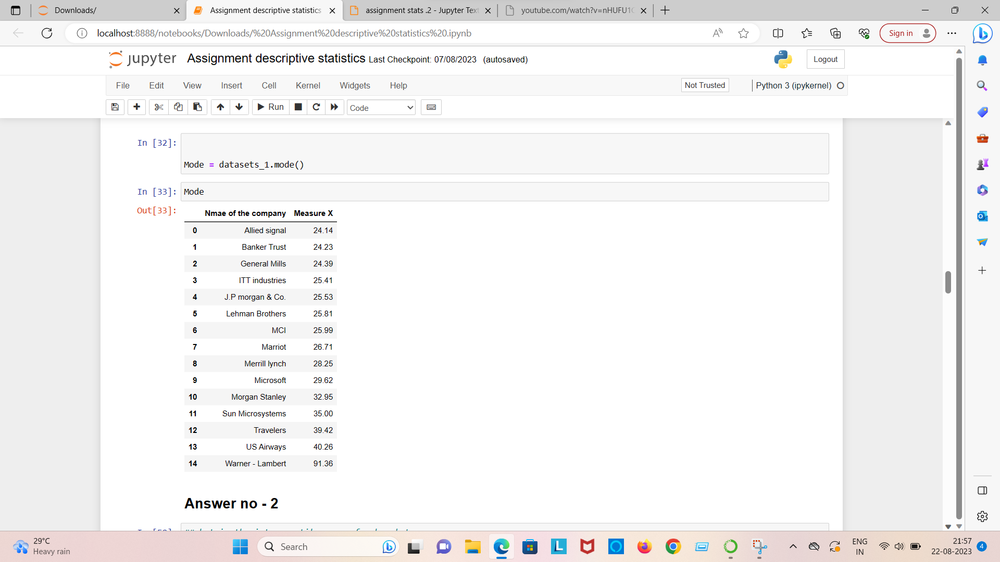 Downloads/
Assignment descriptive statistics
assignment stats .2 - Jupyter Text
youtube.com/watch?v=nHUFU1C
localhost:8888/notebooks/Downloads/%20Assignment%20descriptive%20statistics%20.ipynb
Sign in
jupyter Assignment descriptive statistics Last Checkpoint: 07/08/2023 (autosaved)
Logout
File Edit View Insert Cell Kernel Widgets Help
Not Trusted
Python 3 (ipykernel)
Run
Code
In [32]:
Mode = datasets_1.mode()
In [33]: Mode
Out[33]:
Nmae of the company Measure X
0 Allied signal 24.14
1 Banker Trust 24.23
2 General Mills 24.39
3 ITT industries 25.41
4 J.P morgan & Co. 25.53
5 Lehman Brothers 25.81
6 MCI 25.99
7 Marriot 26.71
8 Merrill lynch 28.25
9 Microsoft 29.62
10 Morgan Stanley 32.95
11 Sun Microsystems 35.00
12 Travelers 39.42
13 US Airways 40.26
14 Warner - Lambert 91.36
Answer no - 2
29°C
Heavy rain
Search
ENG
IN
21:57
22-08-2023
4